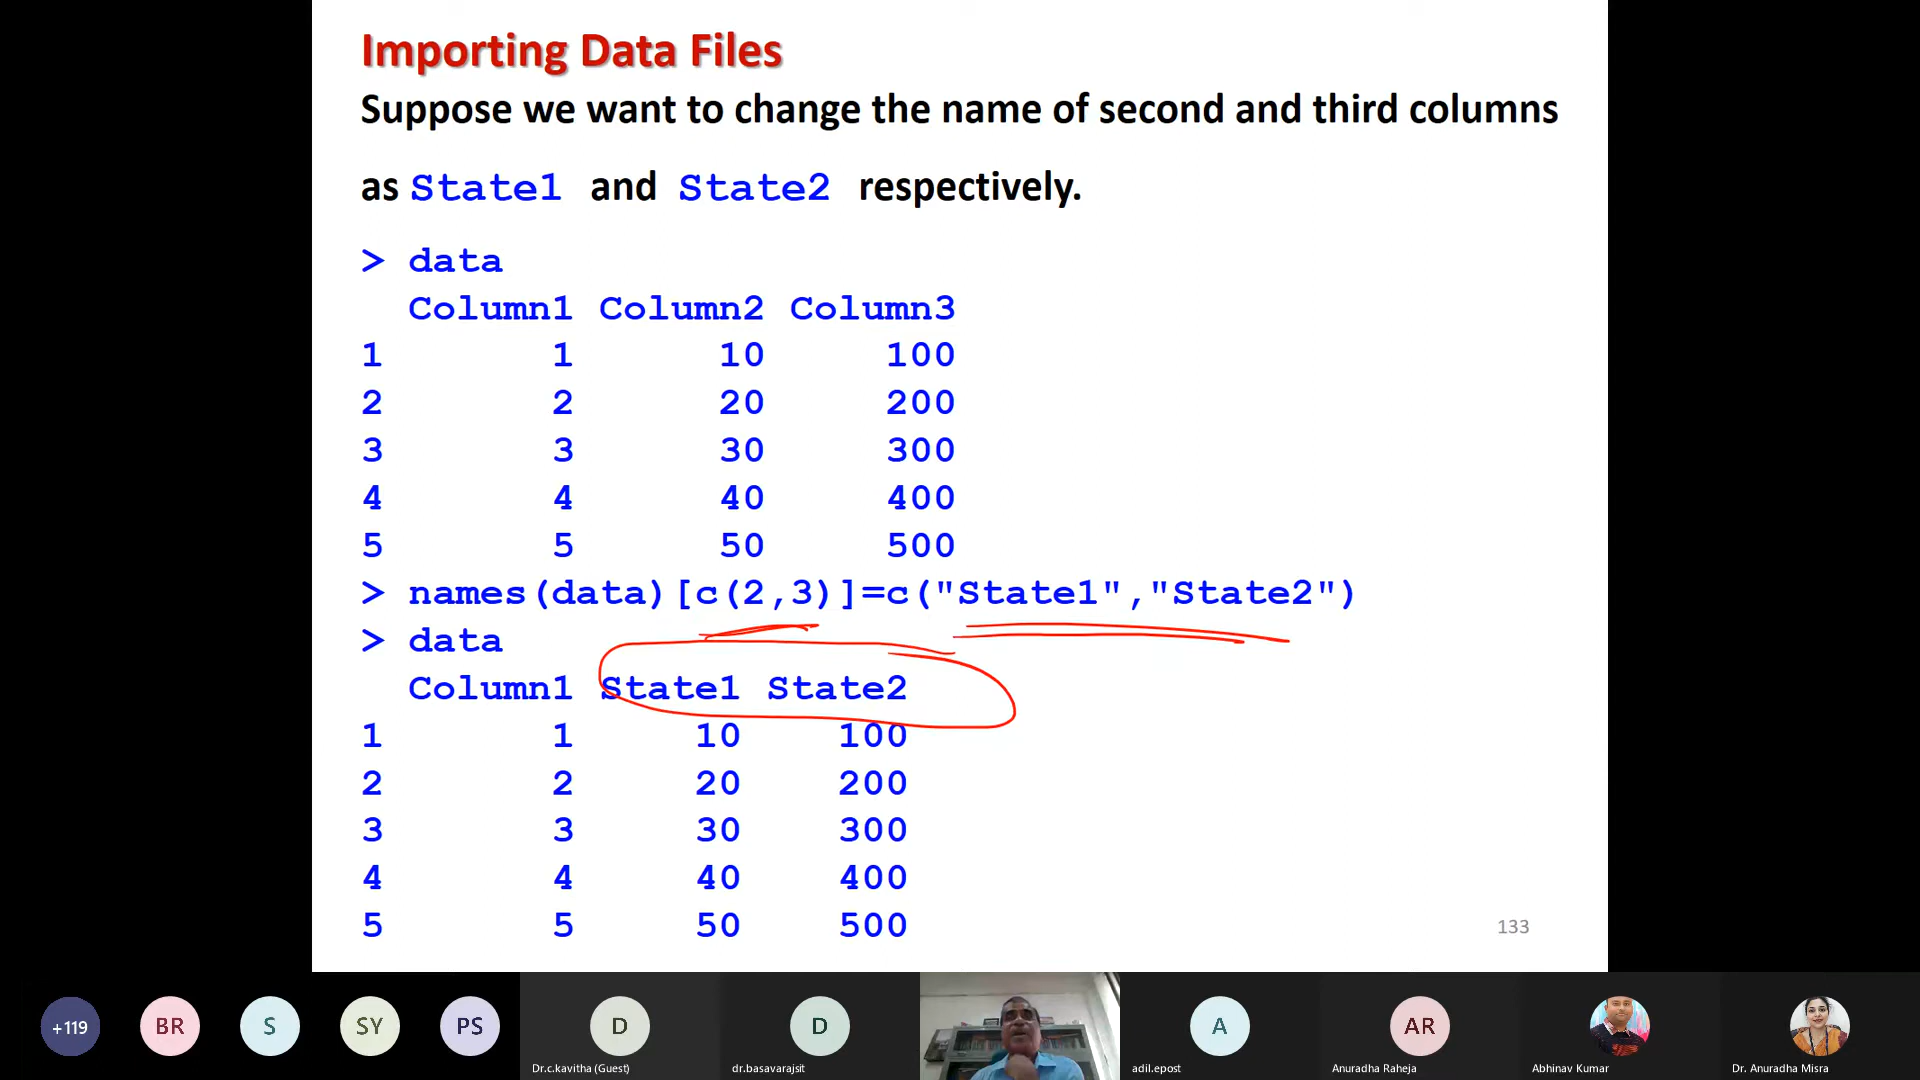 Importing Data Files
Suppose we want to change the name of second and third columns
as State1 and State2 respectively.
> data
Column1 Column2 Column3
1 1 10 100
2 2 20 200
3 3 30 300
4 4 40 400
5 5 50 500
> names(data)[c(2,3)]=c("State1","State2")
> data
Column1 State1 State2
1 1 10 100
2 2 20 200
3 3 30 300
4 4 40 400
5 5 50 500
133
+119 BR S SY PS D D A AR
Dr.c.kavitha (Guest) dr.basavarajsit adil.epost Anuradha Raheja Abhinav Kumar Dr. Anuradha Misra